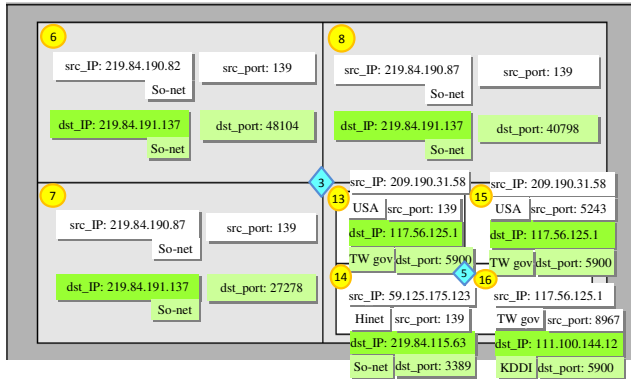 6
src_IP: 219.84.190.82
src_port: 139
So-net
dst_IP: 219.84.191.137
dst_port: 48104
So-net
8
src_IP: 219.84.190.87
src_port: 139
So-net
dst_IP: 219.84.191.137
dst_port: 40798
So-net
3
7
src_IP: 219.84.190.87
src_port: 139
So-net
dst_IP: 219.84.191.137
dst_port: 27278
So-net
13
src_IP: 209.190.31.58
USA
src_port: 139
dst_IP: 117.56.125.1
TW gov
dst_port: 5900
15
src_IP: 209.190.31.58
USA
src_port: 5243
dst_IP: 117.56.125.1
TW gov
dst_port: 5900
5
14
src_IP: 59.125.175.123
Hinet
src_port: 139
dst_IP: 219.84.115.63
So-net
dst_port: 3389
16
src_IP: 117.56.125.1
TW gov
src_port: 8967
dst_IP: 111.100.144.12
KDDI
dst_port: 5900